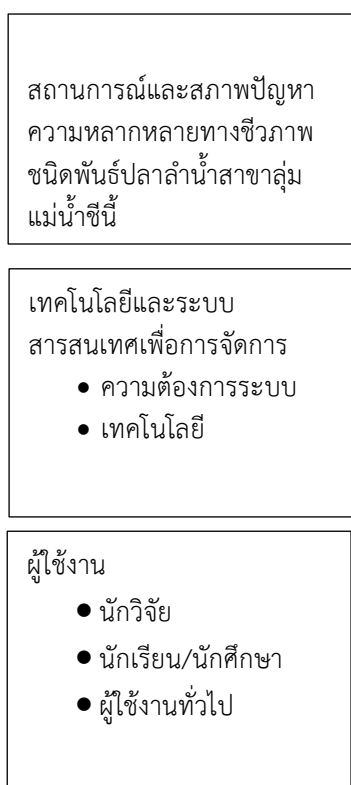 สถานการณ์และสภาพปัญหา
ความหลากหลายทางชีวภาพ
ชนิดพันธ์ปลาลำน้ำสาขาลุ่ม
แม่น้ำชีนี้
เทคโนโลยีและระบบ
สารสนเทศเพื่อการจัดการ
● ความต้องการระบบ
● เทคโนโลยี
ผู้ใช้งาน
● นักวิจัย
● นักเรียน/นักศึกษา
● ผู้ใช้งานทั่วไป